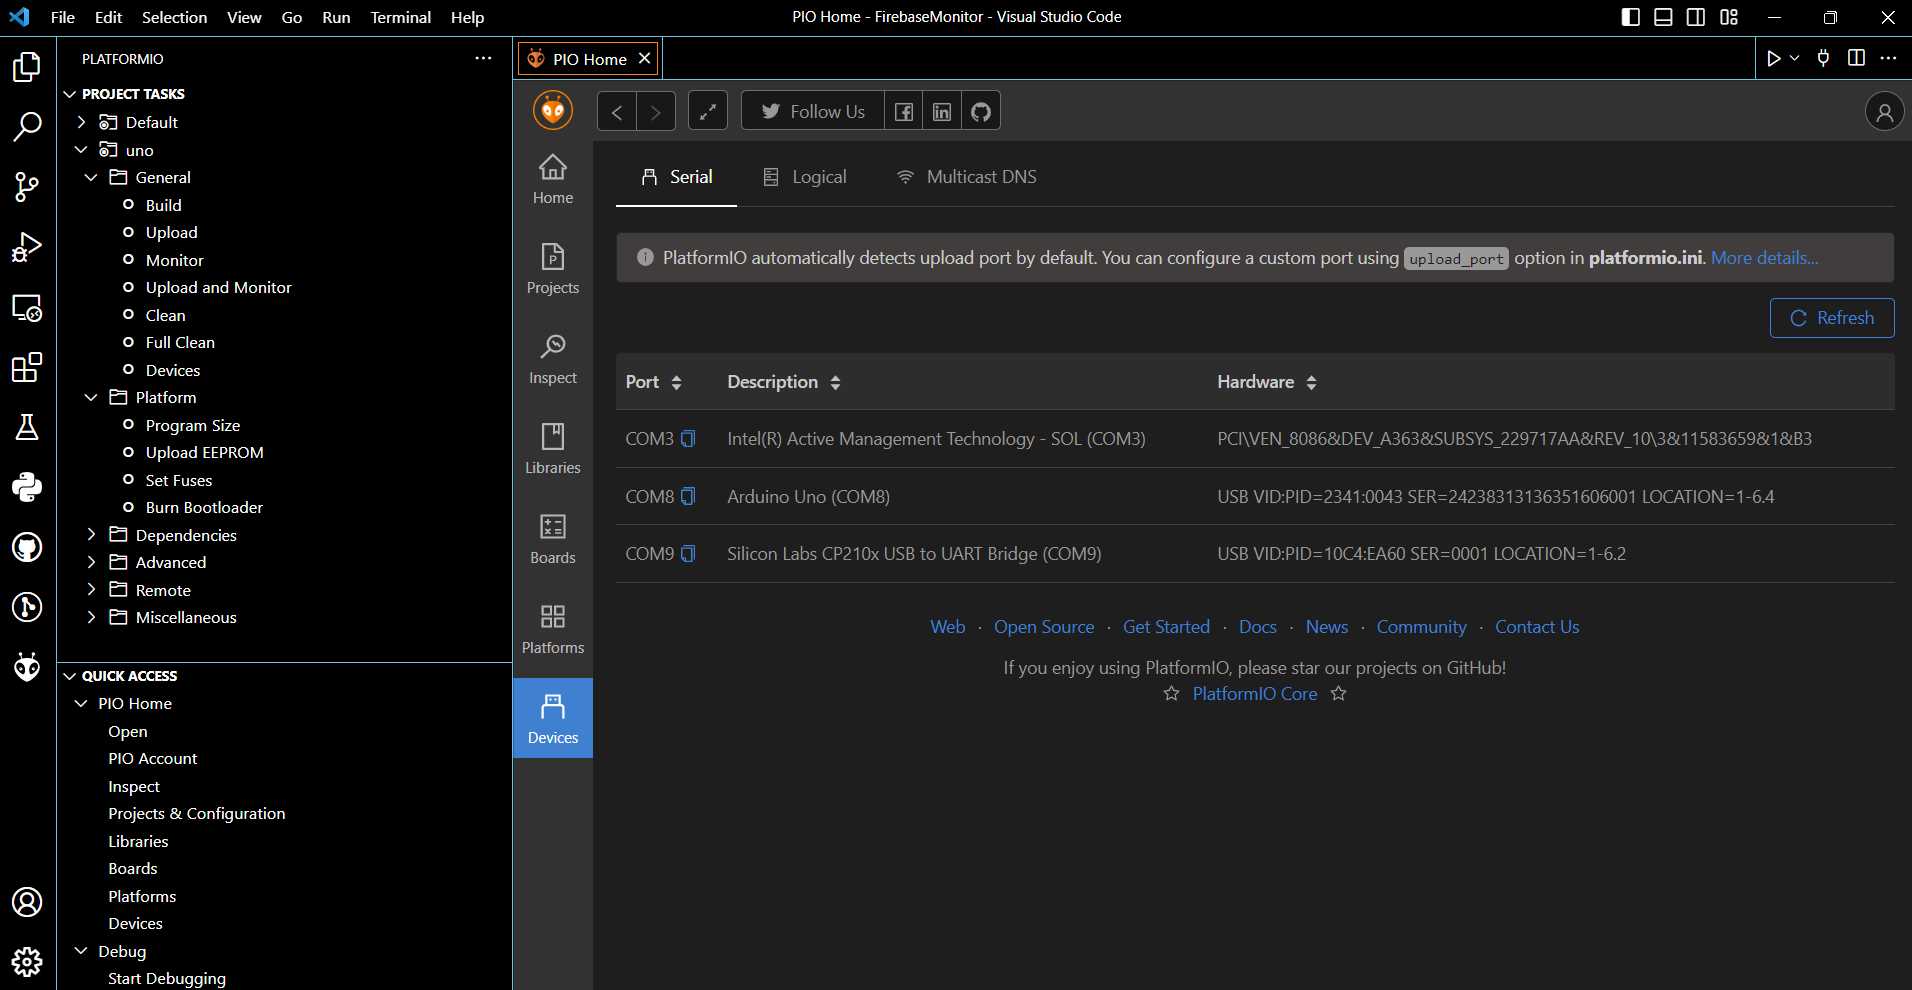 File Edit Selection View Go Run Terminal Help
PIO Home - FirebaseMonitor - Visual Studio Code
PLATFORMIO
PROJECT TASKS
Default
uno
General
Build
Upload
Monitor
Upload and Monitor
Clean
Full Clean
Devices
Platform
Program Size
Upload EEPROM
Set Fuses
Burn Bootloader
Dependencies
Advanced
Remote
Miscellaneous
QUICK ACCESS
PIO Home
Open
PIO Account
Inspect
Projects & Configuration
Libraries
Boards
Platforms
Devices
Debug
Start Debugging
PIO Home
Follow Us
Home
Projects
Inspect
Libraries
Boards
Platforms
Devices
Serial Logical Multicast DNS
PlatformIO automatically detects upload port by default. You can configure a custom port using upload_port option in platformio.ini. More details...
Refresh
Port Description Hardware
COM3 Intel(R) Active Management Technology - SOL (COM3) PCI\VEN_8086&DEV_A363&SUBSYS_229717AA&REV_10\3&11583659&1&B3
COM8 Arduino Uno (COM8) USB VID:PID=2341:0043 SER=24238313136351606001 LOCATION=1-6.4
COM9 Silicon Labs CP210x USB to UART Bridge (COM9) USB VID:PID=10C4:EA60 SER=0001 LOCATION=1-6.2
Web · Open Source · Get Started · Docs · News · Community · Contact Us
If you enjoy using PlatformIO, please star our projects on GitHub!
☆ PlatformIO Core ☆